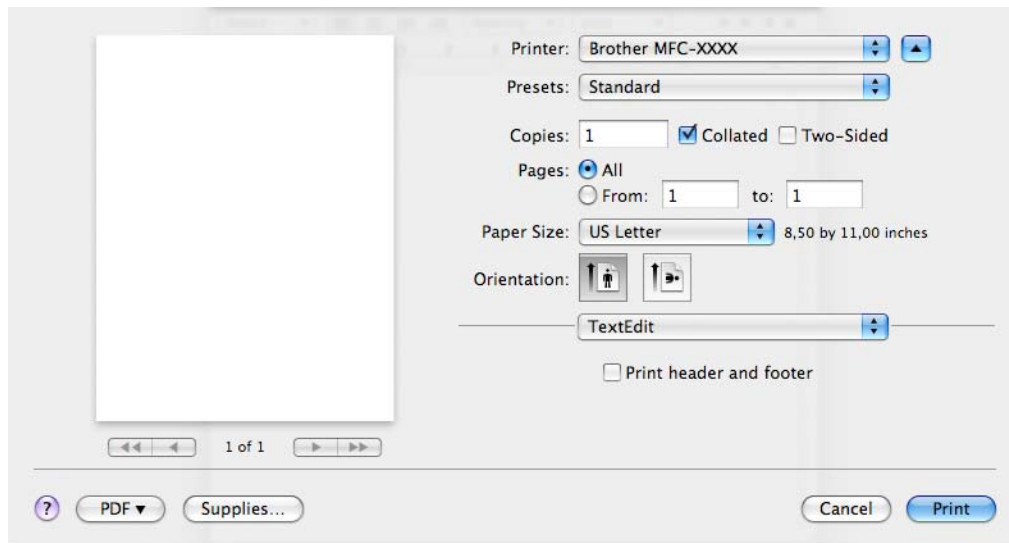 Printer: Brother MFC-XXXX
Presets: Standard
Copies: 1 Collated Two-Sided
Pages: All
From: 1 to: 1
Paper Size: US Letter 8,50 by 11,00 inches
Orientation:
TextEdit
Print header and footer
1 of 1
? PDF▼ Supplies... Cancel Print